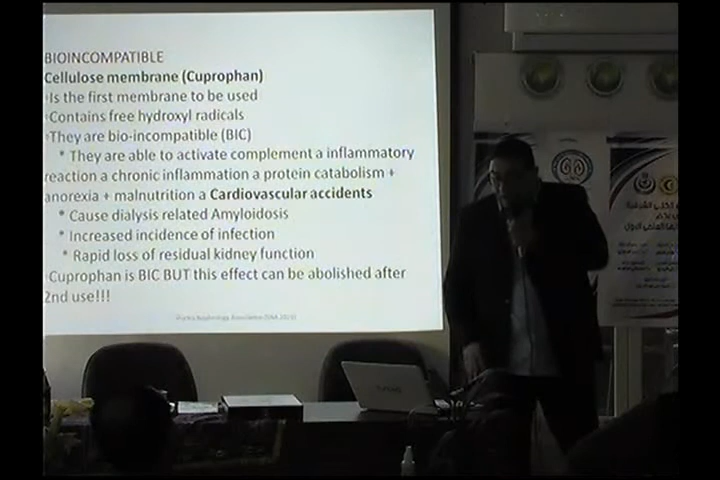 BIOINCOMPATIBLE
Cellulose membrane (Cuprophan)
Is the first membrane to be used
Contains free hydroxyl radicals
They are bio-incompatible (BIC)
* They are able to activate complement a inflammatory
reaction a chronic inflammation a protein catabolism +
anorexia + malnutrition a Cardiovascular accidents
* Cause dialysis related Amyloidosis
* Increased incidence of infection
* Rapid loss of residual kidney function
Cuprophan is BIC BUT this effect can be abolished after
2nd use!!!
Nephrology Association